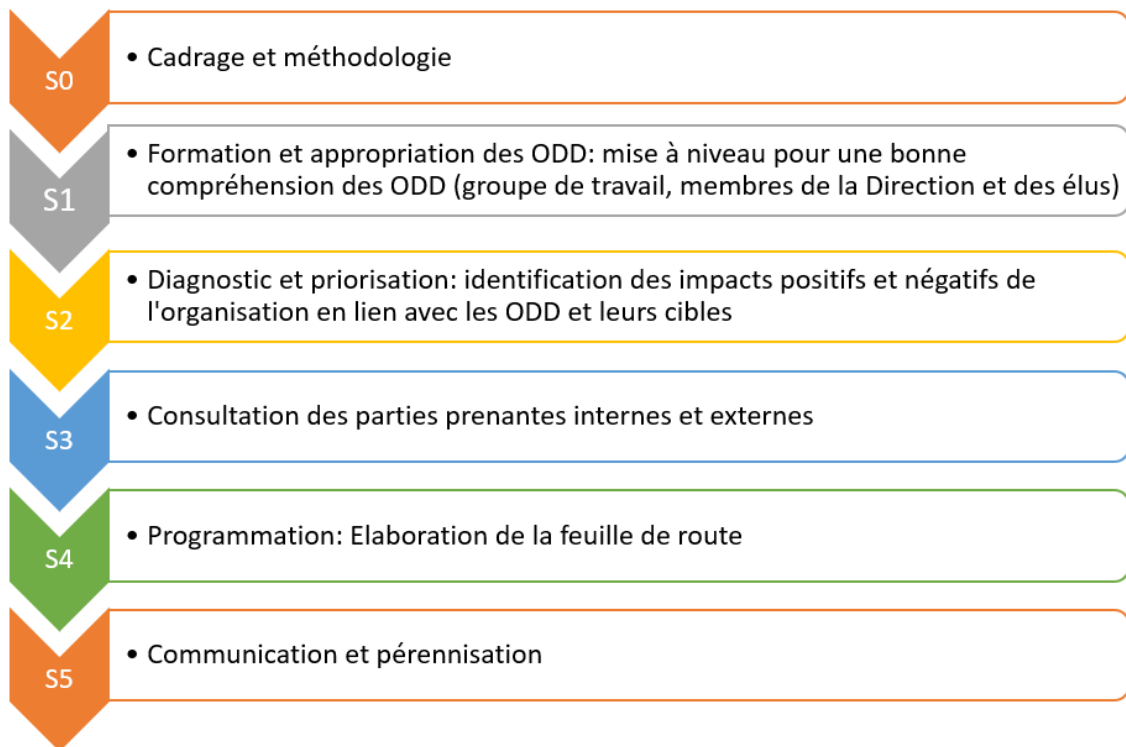 S0
• Cadrage et méthodologie
S1
• Formation et appropriation des ODD: mise à niveau pour une bonne
compréhension des ODD (groupe de travail, membres de la Direction et des élus)
S2
• Diagnostic et priorisation: identification des impacts positifs et négatifs de
l'organisation en lien avec les ODD et leurs cibles
S3
• Consultation des parties prenantes internes et externes
S4
• Programmation: Elaboration de la feuille de route
S5
• Communication et pérennisation